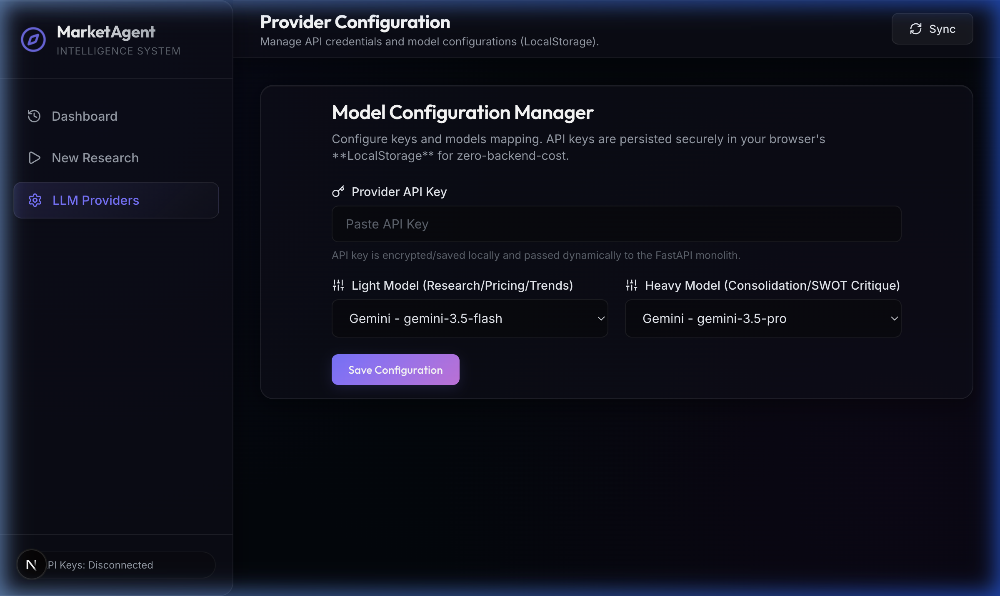 MarketAgent
INTELLIGENCE SYSTEM
Dashboard
New Research
LLM Providers
N
PI Keys: Disconnected
Provider Configuration
Manage API credentials and model configurations (LocalStorage).
Sync
Model Configuration Manager
Configure keys and models mapping. API keys are persisted securely in your browser's
**LocalStorage** for zero-backend-cost.
Provider API Key
Paste API Key
API key is encrypted/saved locally and passed dynamically to the FastAPI monolith.
Light Model (Research/Pricing/Trends)
Gemini - gemini-3.5-flash
Heavy Model (Consolidation/SWOT Critique)
Gemini - gemini-3.5-pro
Save Configuration